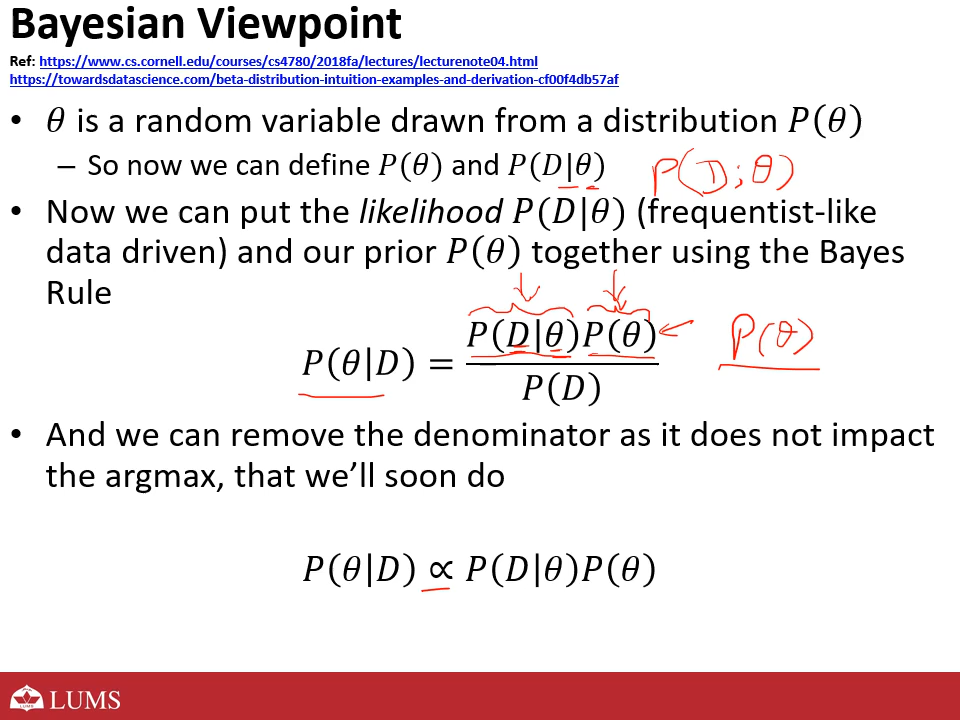 Bayesian Viewpoint
Ref: https://www.cs.cornell.edu/courses/cs4780/2018fa/lectures/lecturenote04.html
https://towardsdatascience.com/beta-distribution-intuition-examples-and-derivation-cf00f4db57af
• θ is a random variable drawn from a distribution P(θ)
– So now we can define P(θ) and P(D|θ)
P(D;θ)
• Now we can put the likelihood P(D|θ) (frequentist-like
data driven) and our prior P(θ) together using the Bayes
Rule
P(θ|D) = P(D|θ)P(θ) / P(D)
P(θ)
• And we can remove the denominator as it does not impact
the argmax, that we’ll soon do
P(θ|D) ∝ P(D|θ)P(θ)
LUMS
LUMS